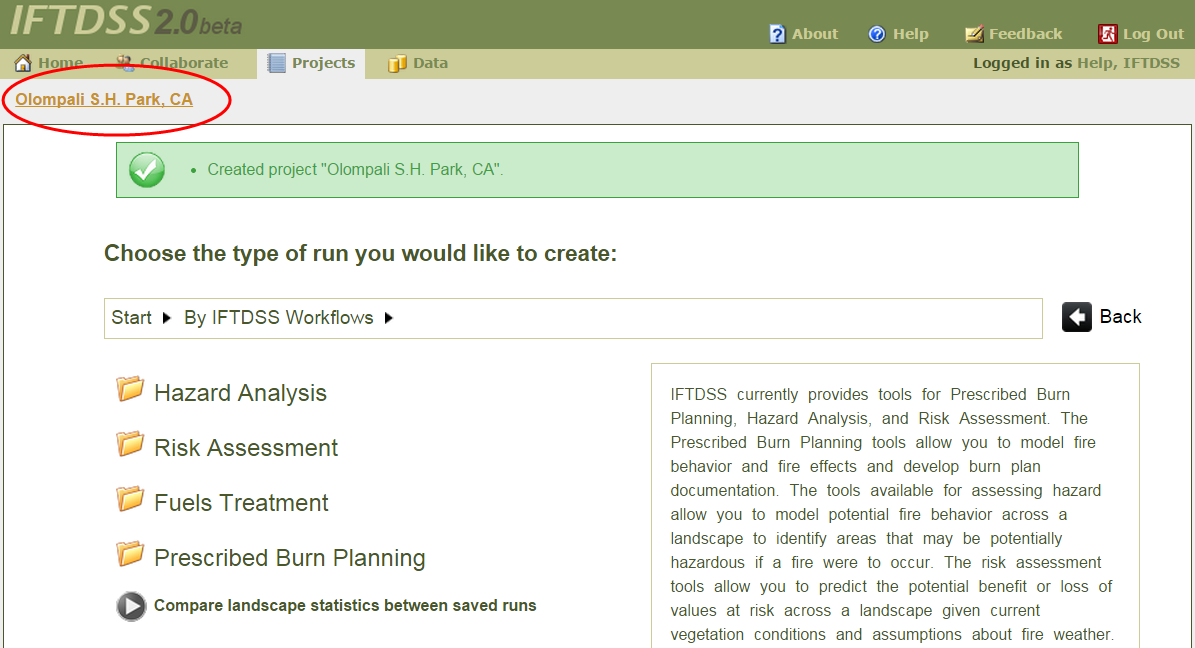 IFTDSS 2.0 beta
About Help Feedback Log Out
Home Collaborate Projects Data Logged in as Help, IFTDSS
Olompali S.H. Park, CA
• Created project "Olompali S.H. Park, CA".
Choose the type of run you would like to create:
Start By IFTDSS Workflows Back
Hazard Analysis
Risk Assessment
Fuels Treatment
Prescribed Burn Planning
Compare landscape statistics between saved runs
IFTDSS currently provides tools for Prescribed Burn
Planning, Hazard Analysis, and Risk Assessment. The
Prescribed Burn Planning tools allow you to model fire
behavior and fire effects and develop burn plan
documentation. The tools available for assessing hazard
allow you to model potential fire behavior across a
landscape to identify areas that may be potentially
hazardous if a fire were to occur. The risk assessment
tools allow you to predict the potential benefit or loss of
values at risk across a landscape given current
vegetation conditions and assumptions about fire weather.